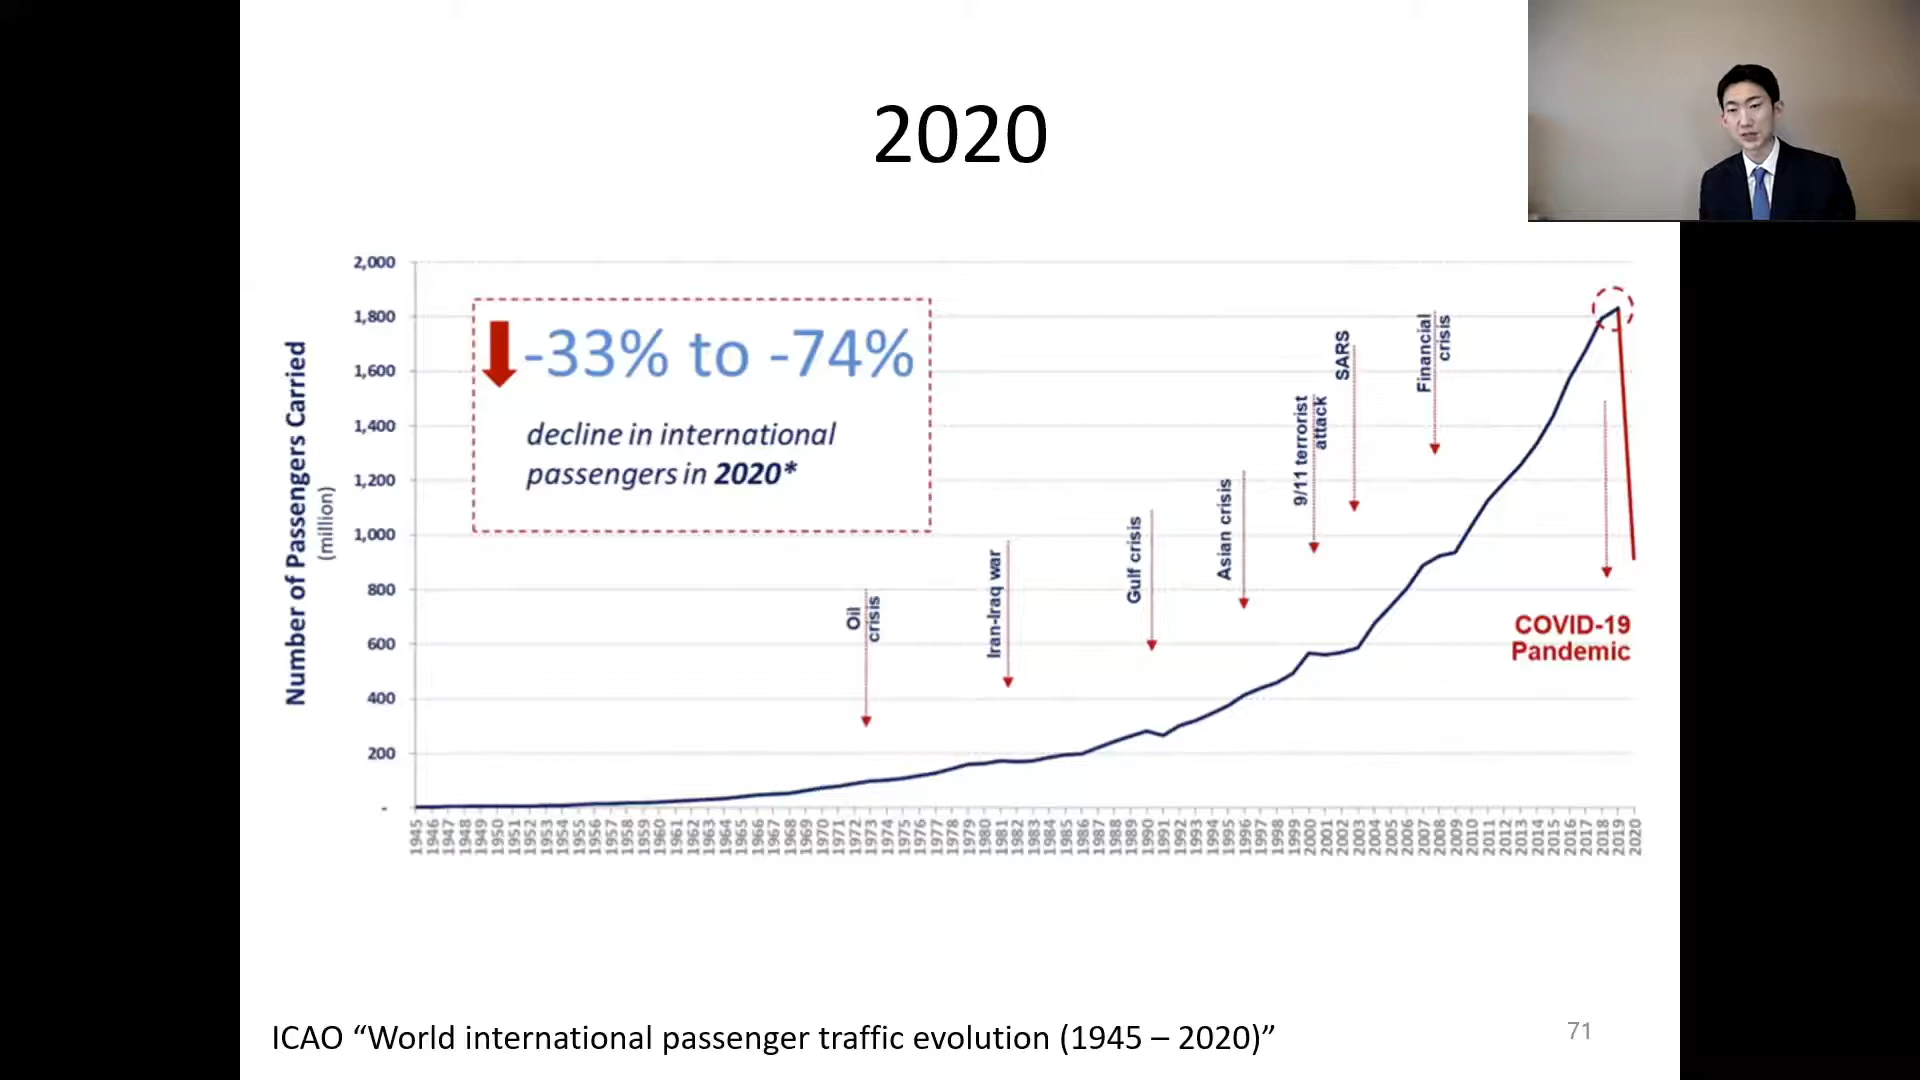 2020
2,000
1,800
1,600
1,400
1,200
1,000
800
600
400
200
-
Number of Passengers Carried
(million)
-33% to -74%
decline in international
passengers in 2020*
Oil
crisis
Iran-Iraq war
Gulf crisis
Asian crisis
9/11 terrorist
attack
SARS
Financial
crisis
COVID-19
Pandemic
1945 1946 1947 1948 1949 1950 1951 1952 1953 1954 1955 1956 1957 1958 1959 1960 1961 1962 1963 1964 1965 1966 1967 1968 1969 1970 1971 1972 1973 1974 1975 1976 1977 1978 1979 1980 1981 1982 1983 1984 1985 1986 1987 1988 1989 1990 1991 1992 1993 1994 1995 1996 1997 1998 1999 2000 2001 2002 2003 2004 2005 2006 2007 2008 2009 2010 2011 2012 2013 2014 2015 2016 2017 2018 2019 2020
ICAO “World international passenger traffic evolution (1945 – 2020)”
71